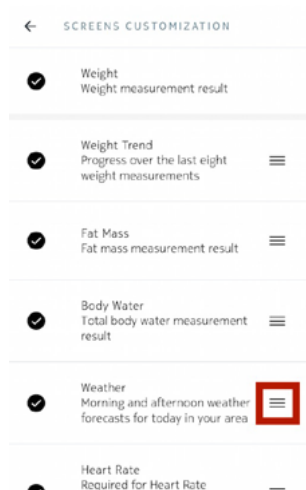 SCREENS CUSTOMIZATION
Weight
Weight measurement result
Weight Trend
Progress over the last eight
weight measurements
Fat Mass
Fat mass measurement result
Body Water
Total body water measurement
result
Weather
Morning and afternoon weather
forecasts for today in your area
Heart Rate
Required for Heart Rate